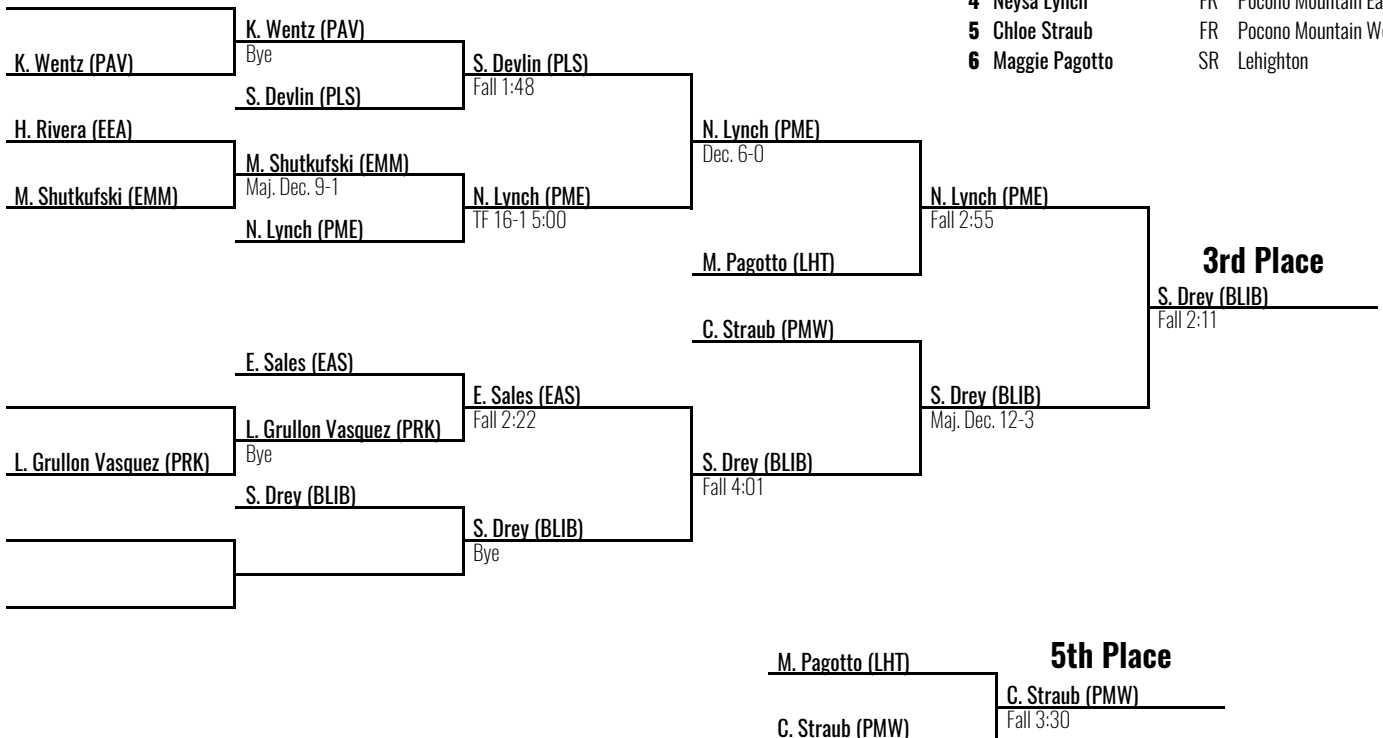 4 Neysa Lynch FR Pocono Mountain Ea
5 Chloe Straub FR Pocono Mountain W
6 Maggie Pagotto SR Lehighton
K. Wentz (PAV)
Bye
K. Wentz (PAV)
S. Devlin (PLS)
Fall 1:48
S. Devlin (PLS)
H. Rivera (EEA)
N. Lynch (PME)
Dec. 6-0
M. Shutkufski (EMM)
Maj. Dec. 9-1
M. Shutkufski (EMM)
N. Lynch (PME)
TF 16-1 5:00
N. Lynch (PME)
Fall 2:55
N. Lynch (PME)
M. Pagotto (LHT)
3rd Place
S. Drey (BLIB)
Fall 2:11
C. Straub (PMW)
E. Sales (EAS)
E. Sales (EAS)
Fall 2:22
S. Drey (BLIB)
Maj. Dec. 12-3
L. Grullon Vasquez (PRK)
Bye
L. Grullon Vasquez (PRK)
S. Drey (BLIB)
Fall 4:01
S. Drey (BLIB)
S. Drey (BLIB)
Bye
5th Place
M. Pagotto (LHT)
C. Straub (PMW)
Fall 3:30
C. Straub (PMW)